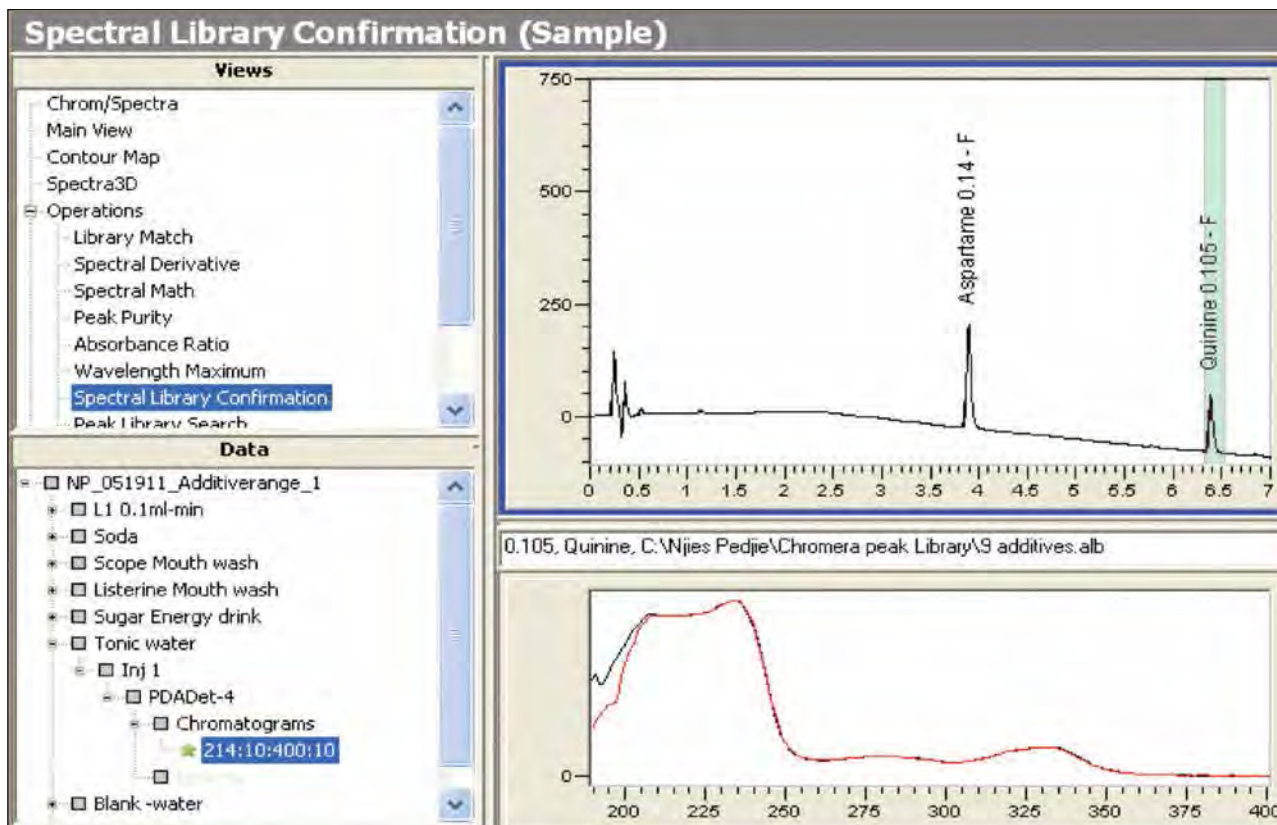 Spectral Library Confirmation (Sample)
Views
Chrom/Spectra
Main View
Contour Map
Spectra3D
Operations
Library Match
Spectral Derivative
Spectral Math
Peak Purity
Absorbance Ratio
Wavelength Maximum
Spectral Library Confirmation
Peak Library Search
Data
NP_051911_Additiverange_1
L1 0.1ml-min
Soda
Scope Mouth wash
Listerine Mouth wash
Sugar Energy drink
Tonic water
Inj 1
PDADet-4
Chromatograms
214:10:400:10
Blank -water
750
500
250
0
Aspartame 0.14 - F
Quinine 0.105 - F
0 0.5 1 1.5 2 2.5 3 3.5 4 4.5 5 5.5 6 6.5 7
0.105, Quinine, C:\Njies Pedjie\Chromera peak Library\9 additives.alb
0
200 225 250 275 300 325 350 375 400